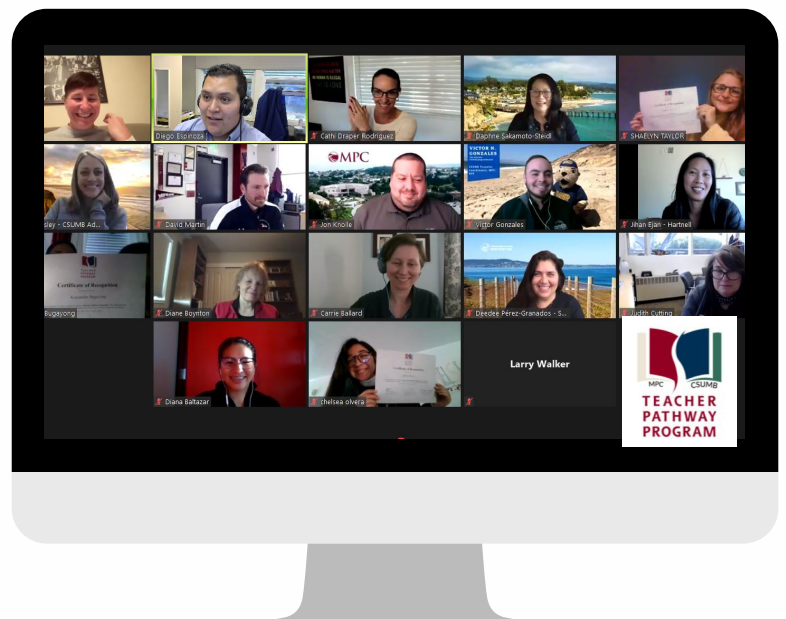 Diego Espinoza
Cathi Draper Rodriguez
Daphne Sakamoto-Steidl
SHAELYN TAYLOR
sley - CSUMB Ad...
David Martin
MPC
Jon Knolle
VICTOR N.
GONZALES
Victor Gonzales
Jihan Ejan - Hartnell
Certificate of Recognition
Bugayong
Diane Boynton
Carrie Ballard
Deedee Pérez-Granados - S...
Judith Cutting
Diana Baltazar
chelsea olvera
Larry Walker
MPC CSUMB
TEACHER
PATHWAY
PROGRAM